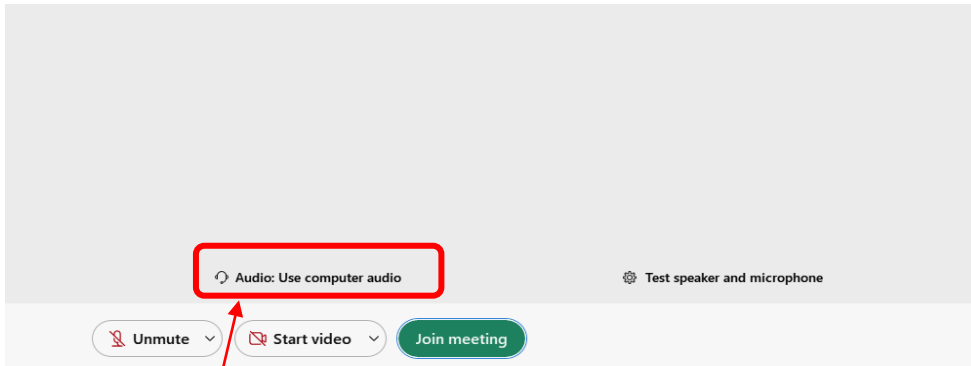 Audio: Use computer audio
Test speaker and microphone
Unmute
Start video
Join meeting